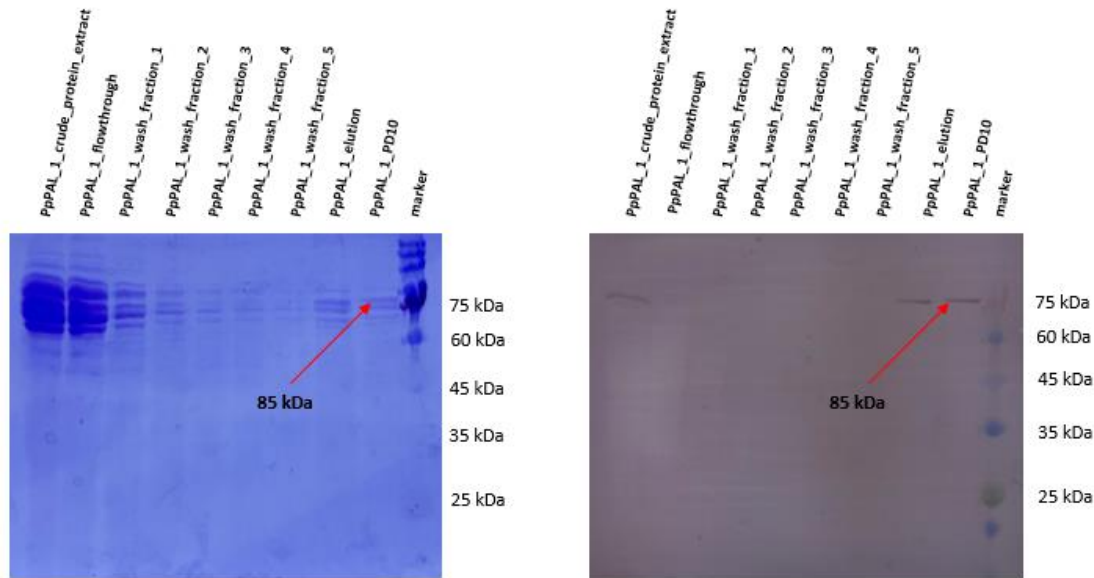 PpPAL_1_crude_protein_extract
PpPAL_1_flowthrough
PpPAL_1_wash_fraction_1
PpPAL_1_wash_fraction_2
PpPAL_1_wash_fraction_3
PpPAL_1_wash_fraction_4
PpPAL_1_wash_fraction_5
PpPAL_1_elution
PpPAL_1_PD10
marker
75 kDa
60 kDa
45 kDa
35 kDa
25 kDa
85 kDa
PpPAL_1_crude_protein_extract
PpPAL_1_flowthrough
PpPAL_1_wash_fraction_1
PpPAL_1_wash_fraction_2
PpPAL_1_wash_fraction_3
PpPAL_1_wash_fraction_4
PpPAL_1_wash_fraction_5
PpPAL_1_elution
PpPAL_1_PD10
marker
75 kDa
60 kDa
45 kDa
35 kDa
25 kDa
85 kDa